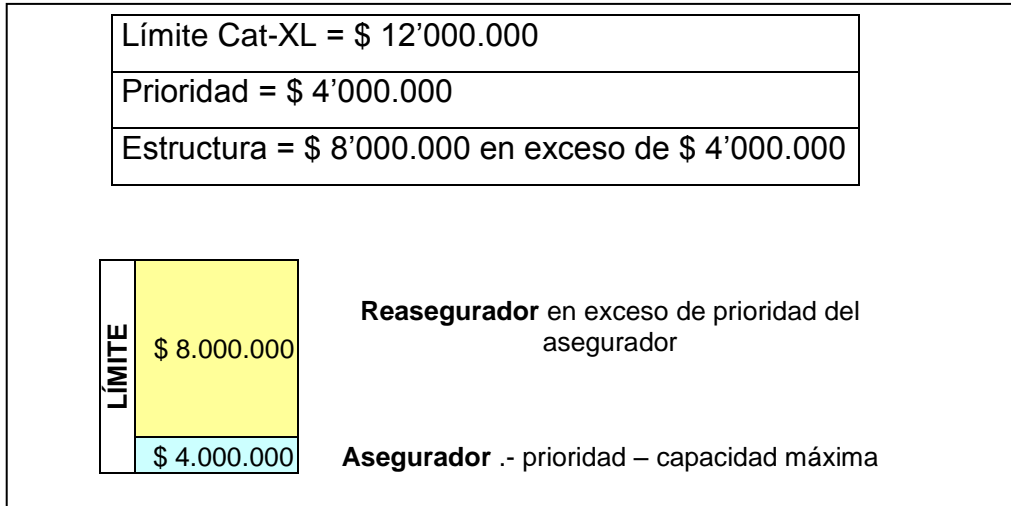 Límite Cat-XL = $ 12’000.000
Prioridad = $ 4’000.000
Estructura = $ 8’000.000 en exceso de $ 4’000.000
LÍMITE
$ 8.000.000
Reasegurador en exceso de prioridad del
asegurador
$ 4.000.000
Asegurador .- prioridad – capacidad máxima